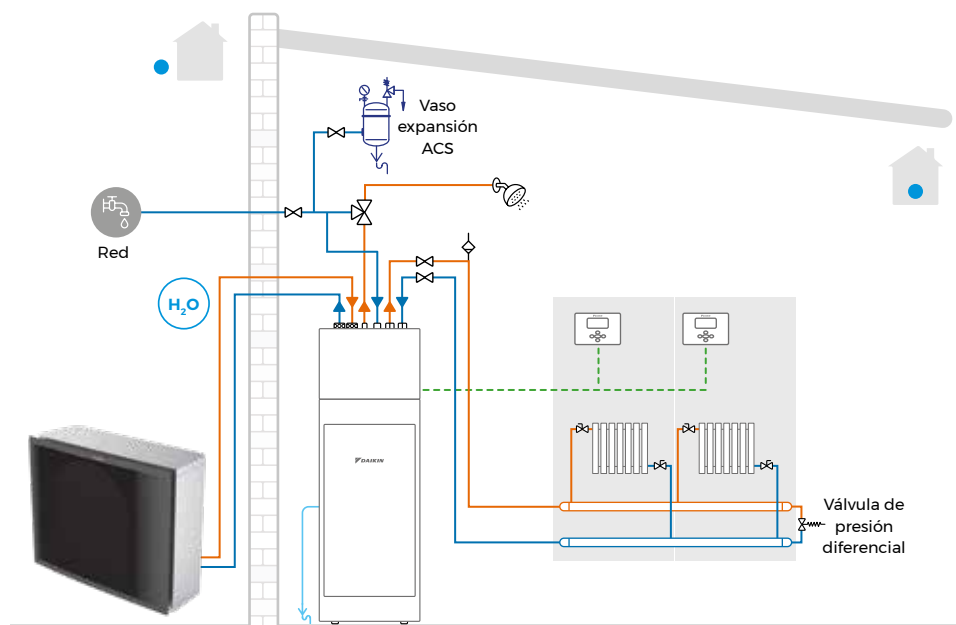 Vaso
expansión
ACS
Red
H₂O
DAIKIN
Válvula de
presión
diferencial